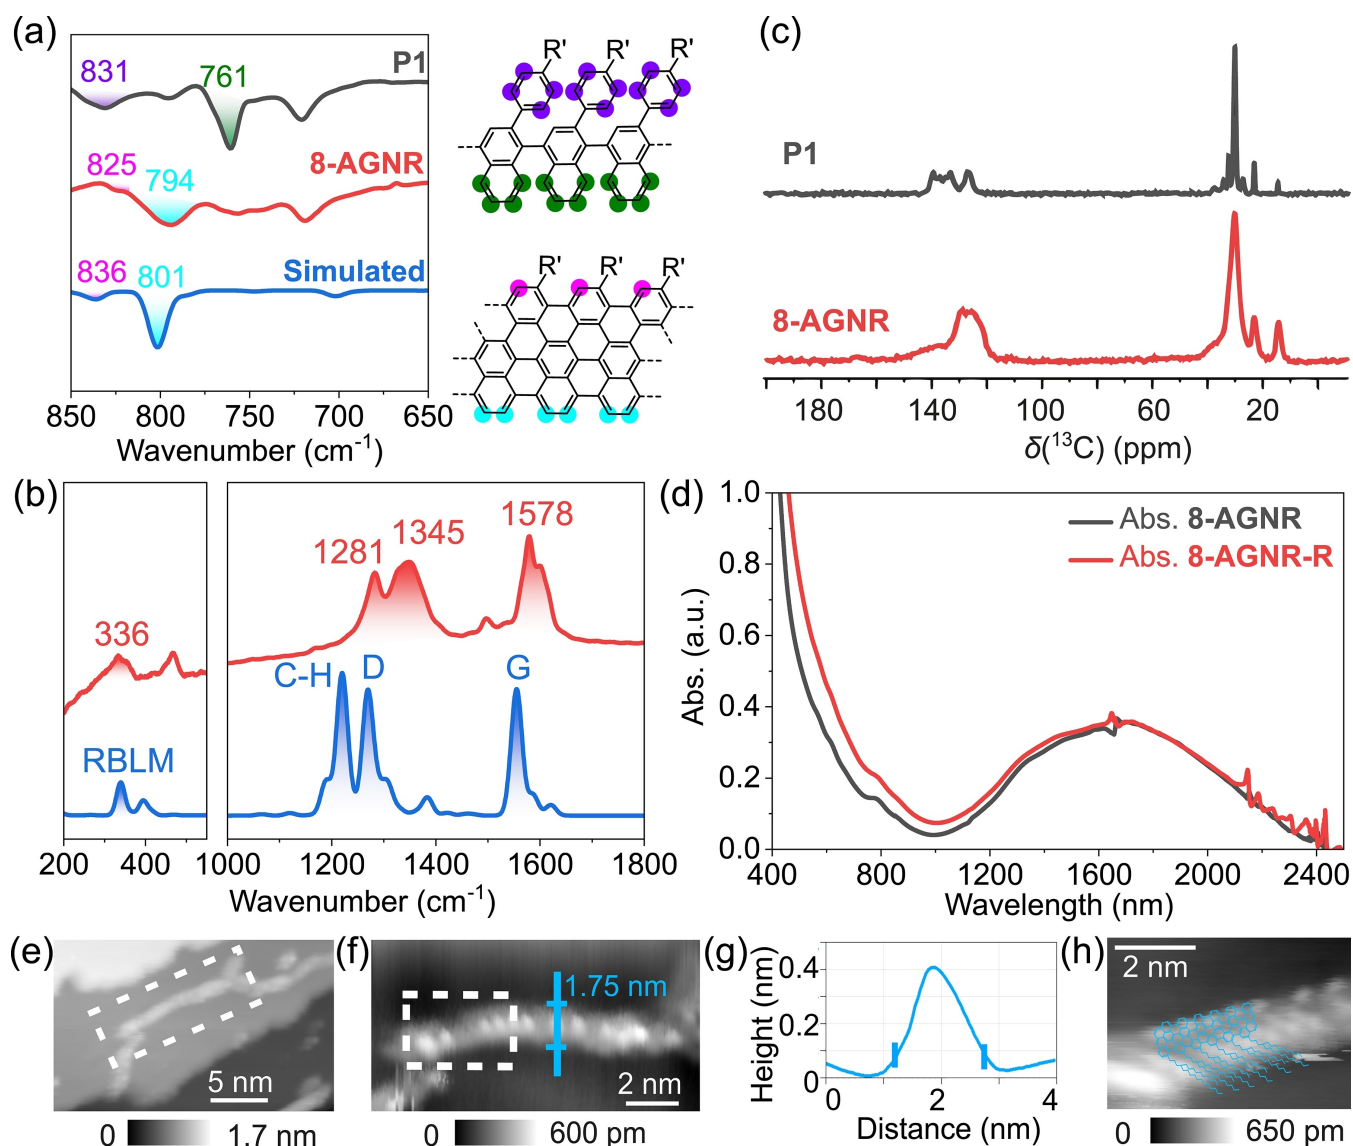 (a)
831
761
P1
825
794
8-AGNR
836
801
Simulated
850 800 750 700 650
Wavenumber (cm⁻¹)
R' R' R'
R' R' R'
(c)
P1
8-AGNR
180 140 100 60 20
δ(¹³C) (ppm)
(b)
336
1281
1345
1578
RBLM
C-H
D
G
200 400 1000 1200 1400 1600 1800
Wavenumber (cm⁻¹)
(d)
Abs. 8-AGNR
Abs. 8-AGNR-R
1.0
0.8
0.6
0.4
0.2
0.0
Abs. (a.u.)
400 800 1200 1600 2000 2400
Wavelength (nm)
(e)
5 nm
0 1.7 nm
(f)
1.75 nm
2 nm
0 600 pm
(g)
Height (nm)
0.4
0.2
0
0 2 4
Distance (nm)
(h)
2 nm
0 650 pm